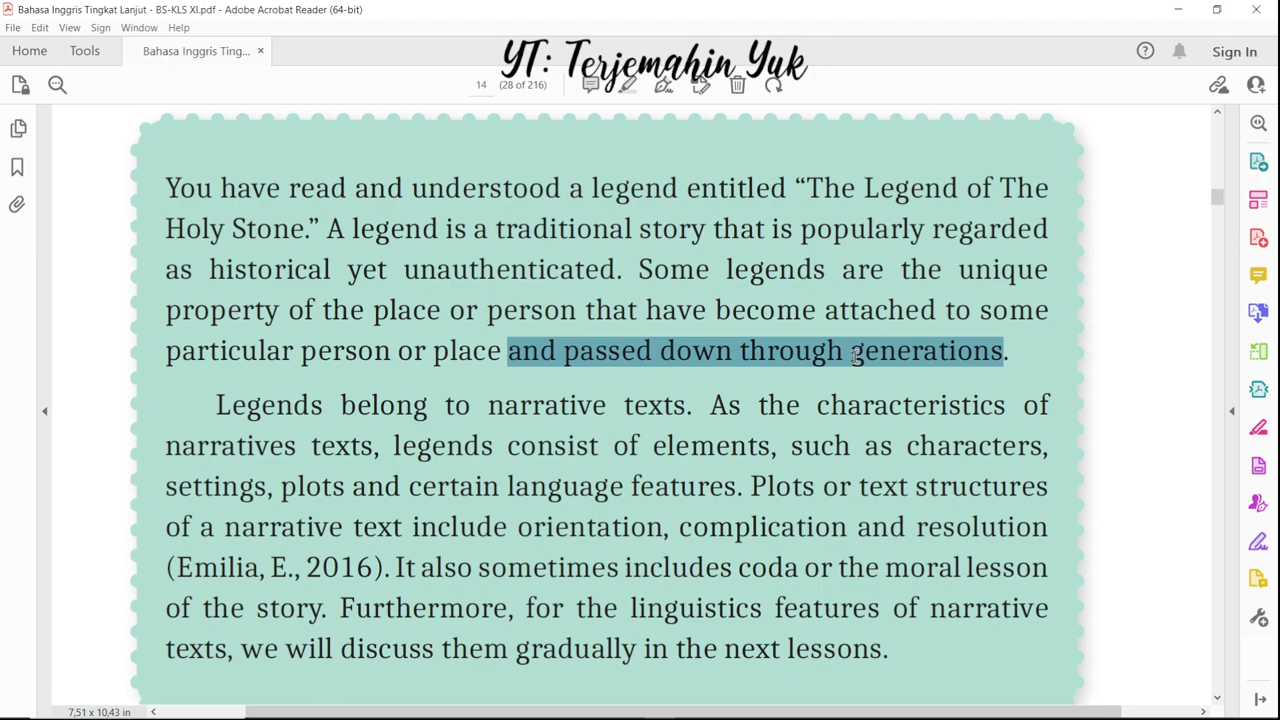 Bahasa Inggris Tingkat Lanjut - BS-KLS XI.pdf - Adobe Acrobat Reader (64-bit)
File Edit View Sign Window Help
Home Tools Bahasa Inggris Ting... × Sign In
YT: Terjemahin Yuk
14 (28 of 216)
You have read and understood a legend entitled “The Legend of The
Holy Stone.” A legend is a traditional story that is popularly regarded
as historical yet unauthenticated. Some legends are the unique
property of the place or person that have become attached to some
particular person or place and passed down through generations.
Legends belong to narrative texts. As the characteristics of
narratives texts, legends consist of elements, such as characters,
settings, plots and certain language features. Plots or text structures
of a narrative text include orientation, complication and resolution
(Emilia, E., 2016). It also sometimes includes coda or the moral lesson
of the story. Furthermore, for the linguistics features of narrative
texts, we will discuss them gradually in the next lessons.
7,51 x 10,43 in